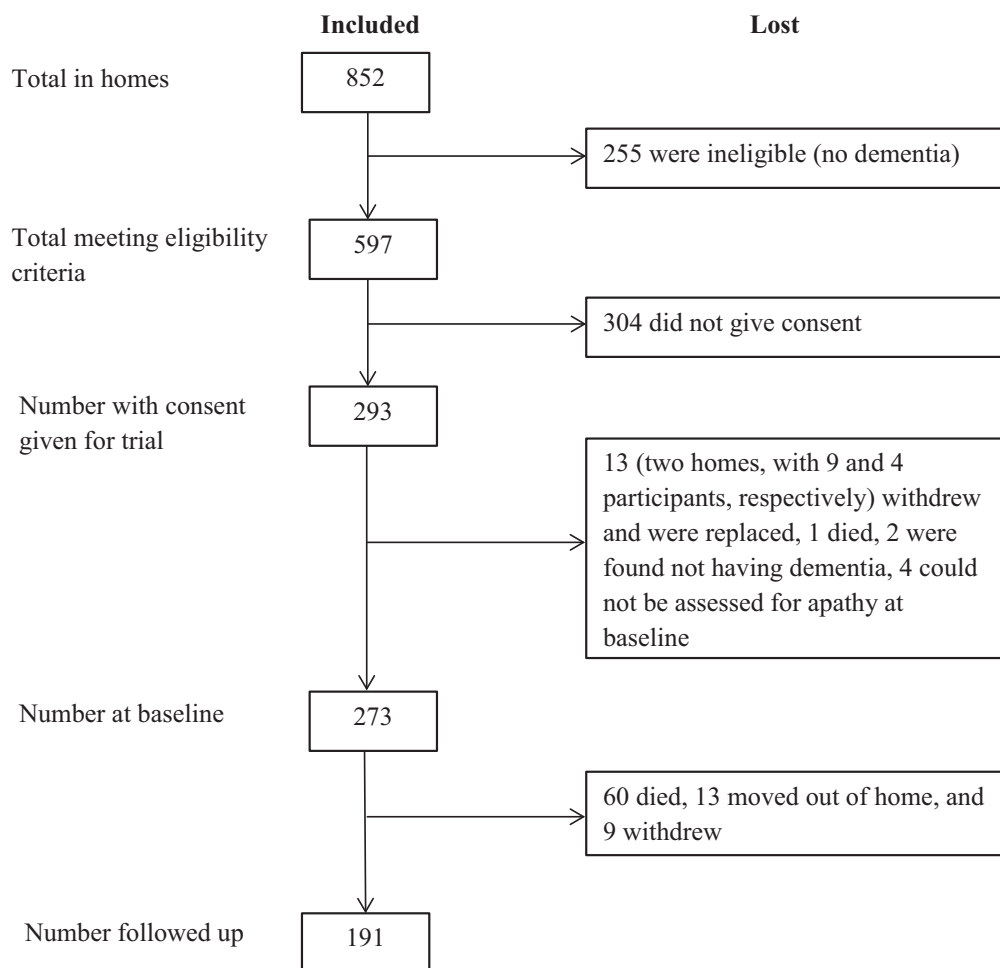 Included
Lost
Total in homes
852
255 were ineligible (no dementia)
Total meeting eligibility
criteria
597
304 did not give consent
Number with consent
given for trial
293
13 (two homes, with 9 and 4
participants, respectively) withdrew
and were replaced, 1 died, 2 were
found not having dementia, 4 could
not be assessed for apathy at
baseline
Number at baseline
273
60 died, 13 moved out of home, and
9 withdrew
Number followed up
191